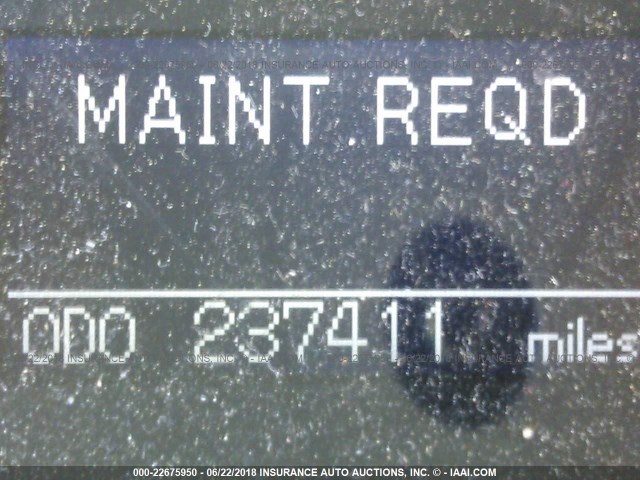 MAINT.REQD
ODO 237411 miles
000-22675950 - 06/22/2018 INSURANCE AUTO AUCTIONS, INC. © - IAAI.COM